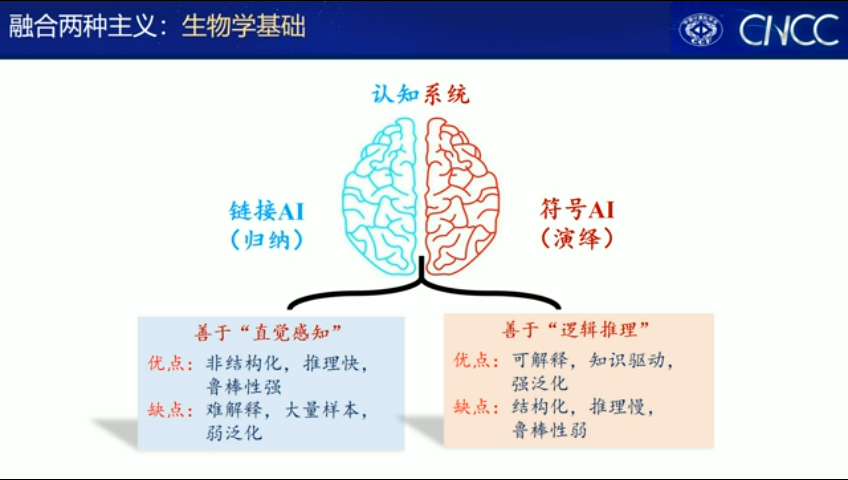 融合两种主义：生物学基础
CNCC
认知系统
链接AI
（归纳）
符号AI
（演绎）
善于“直觉感知”
优点：非结构化，推理快，
鲁棒性强
缺点：难解释，大量样本，
弱泛化
善于“逻辑推理”
优点：可解释，知识驱动，
强泛化
缺点：结构化，推理慢，
鲁棒性弱